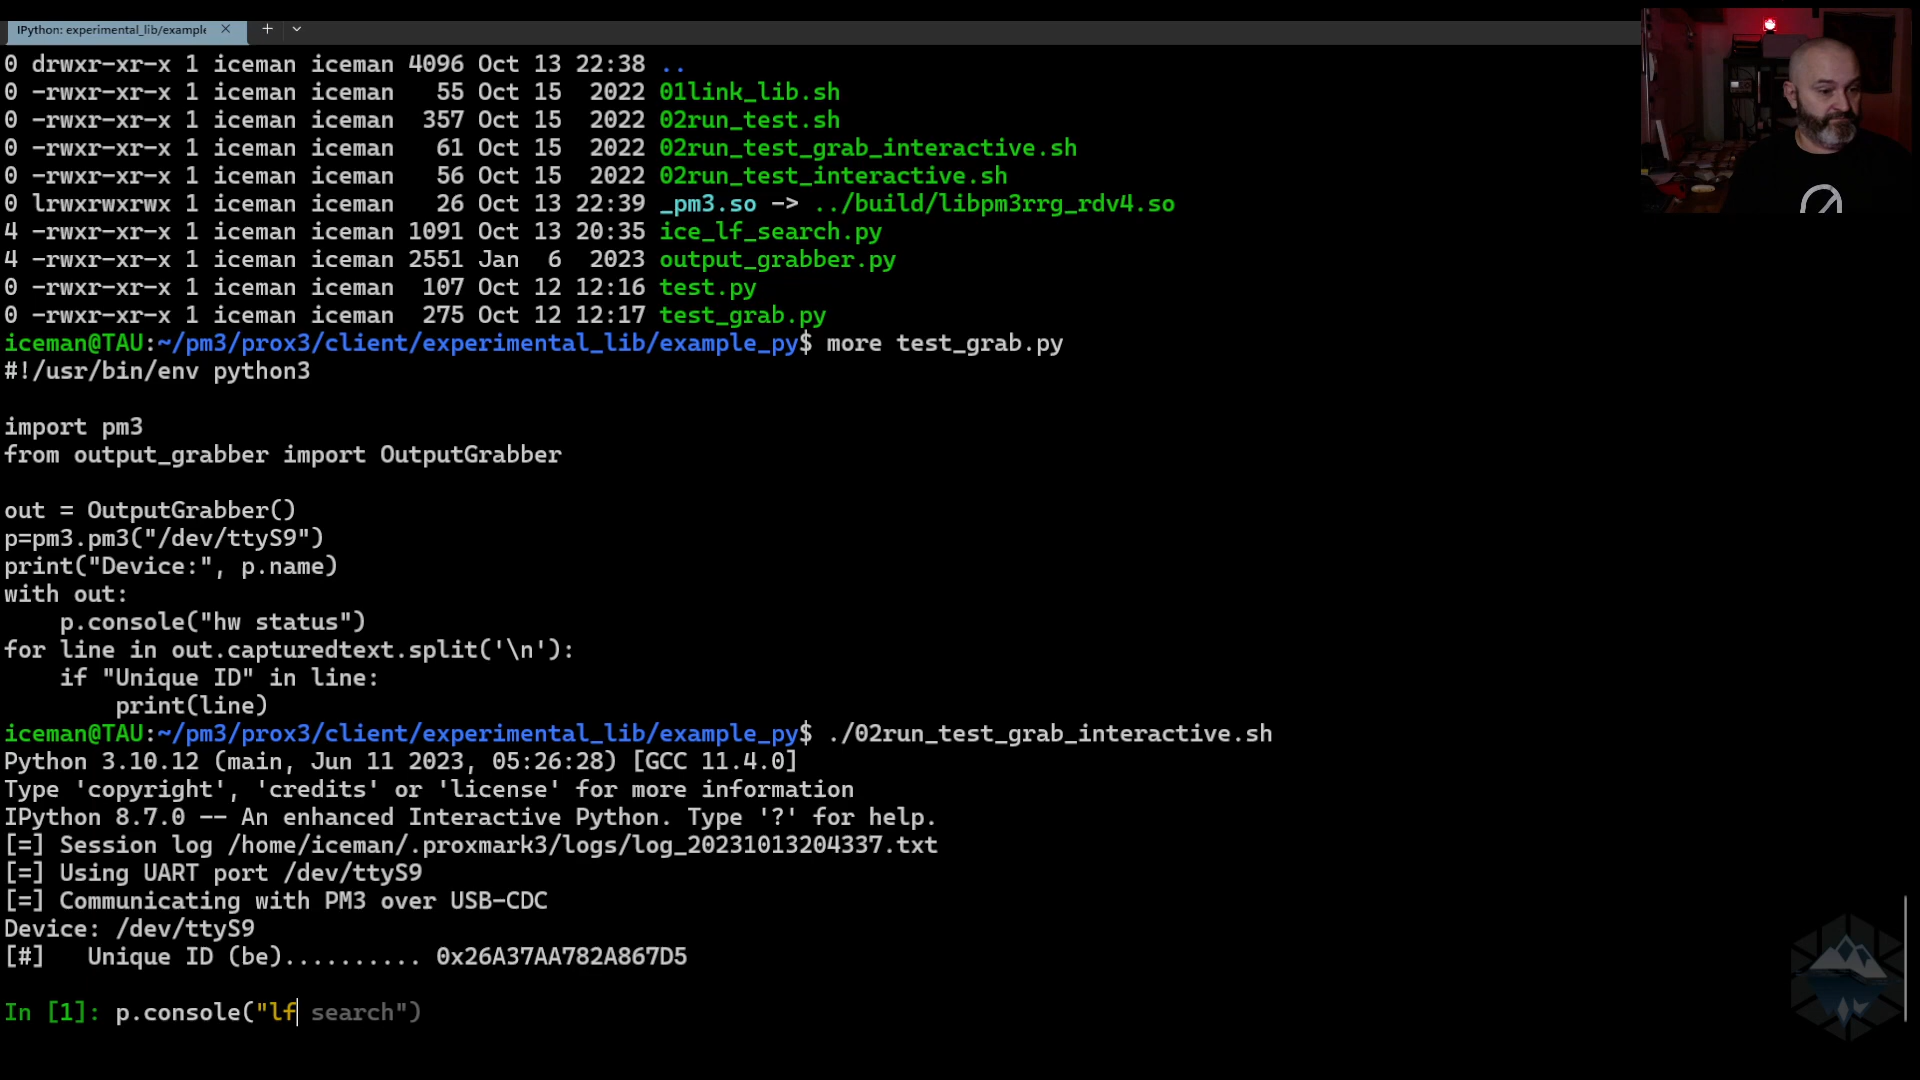 IPython: experimental_lib/example
0 drwxr-xr-x 1 iceman iceman 4096 Oct 13 22:38 ..
0 -rwxr-xr-x 1 iceman iceman   55 Oct 15  2022 01link_lib.sh
0 -rwxr-xr-x 1 iceman iceman  357 Oct 15  2022 02run_test.sh
0 -rwxr-xr-x 1 iceman iceman   61 Oct 15  2022 02run_test_grab_interactive.sh
0 -rwxr-xr-x 1 iceman iceman   56 Oct 15  2022 02run_test_interactive.sh
0 lrwxrwxrwx 1 iceman iceman   26 Oct 13 22:39 _pm3.so -> ../build/libpm3rrg_rdv4.so
4 -rwxr-xr-x 1 iceman iceman 1091 Oct 13 20:35 ice_lf_search.py
4 -rwxr-xr-x 1 iceman iceman 2551 Jan  6  2023 output_grabber.py
0 -rwxr-xr-x 1 iceman iceman  107 Oct 12 12:16 test.py
0 -rwxr-xr-x 1 iceman iceman  275 Oct 12 12:17 test_grab.py
iceman@TAU:~/pm3/prox3/client/experimental_lib/example_py$ more test_grab.py
#!/usr/bin/env python3
import pm3
from output_grabber import OutputGrabber
out = OutputGrabber()
p=pm3.pm3("/dev/ttyS9")
print("Device:", p.name)
with out:
    p.console("hw status")
for line in out.capturedtext.split('\n'):
    if "Unique ID" in line:
        print(line)
iceman@TAU:~/pm3/prox3/client/experimental_lib/example_py$ ./02run_test_grab_interactive.sh
Python 3.10.12 (main, Jun 11 2023, 05:26:28) [GCC 11.4.0]
Type 'copyright', 'credits' or 'license' for more information
IPython 8.7.0 -- An enhanced Interactive Python. Type '?' for help.
[=] Session log /home/iceman/.proxmark3/logs/log_20231013204337.txt
[=] Using UART port /dev/ttyS9
[=] Communicating with PM3 over USB-CDC
Device: /dev/ttyS9
[#]   Unique ID (be).......... 0x26A37AA782A867D5
In [1]: p.console("lf search")